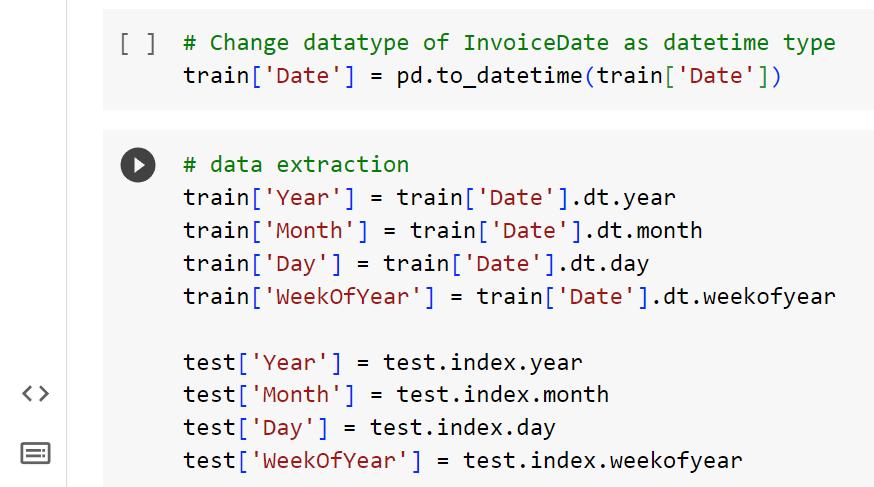 [ ] # Change datatype of InvoiceDate as datetime type
train['Date'] = pd.to_datetime(train['Date'])
# data extraction
train['Year'] = train['Date'].dt.year
train['Month'] = train['Date'].dt.month
train['Day'] = train['Date'].dt.day
train['WeekOfYear'] = train['Date'].dt.weekofyear
test['Year'] = test.index.year
test['Month'] = test.index.month
test['Day'] = test.index.day
test['WeekOfYear'] = test.index.weekofyear